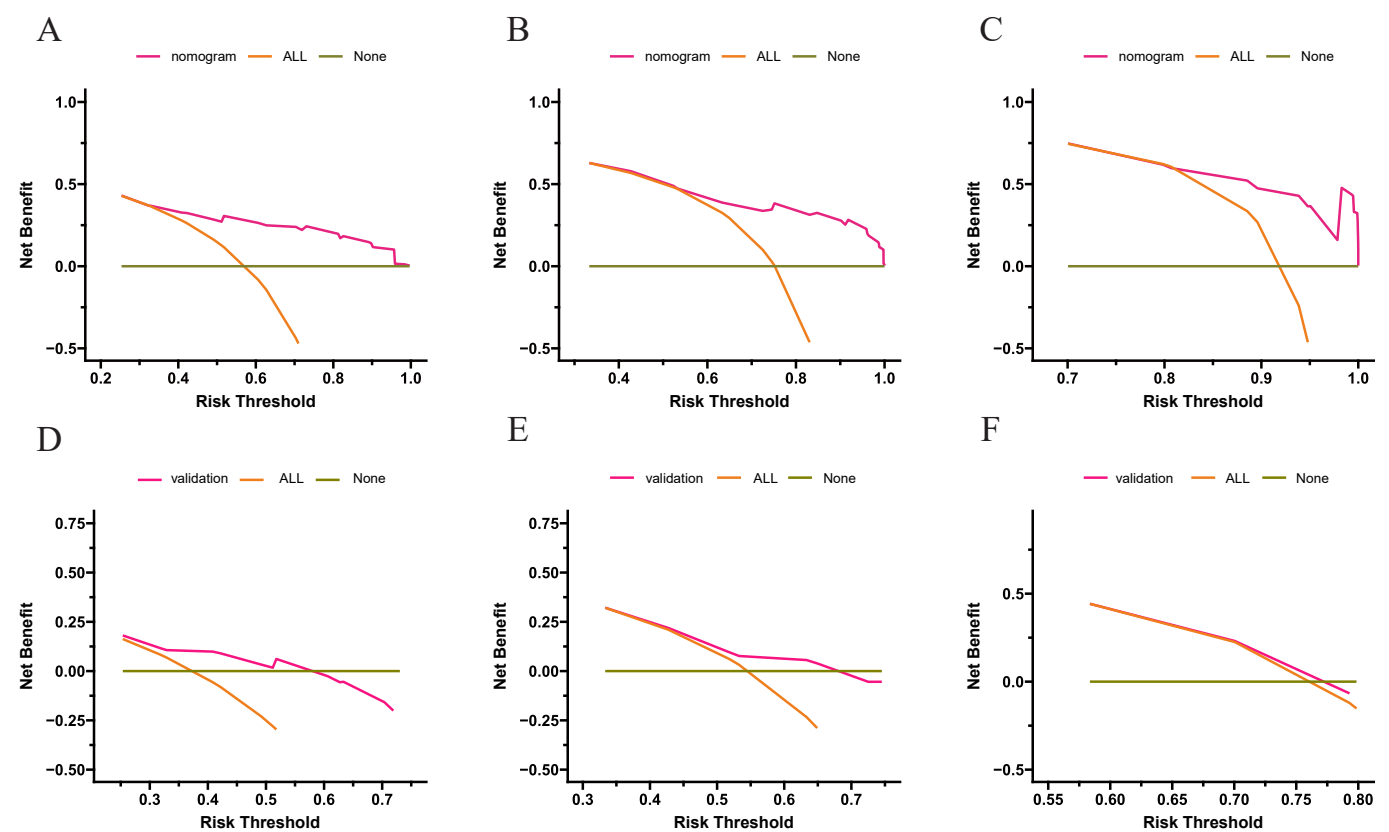 A
nomogram ALL None
1.0
0.5
0.0
−0.5
Net Benefit
0.2 0.4 0.6 0.8 1.0
Risk Threshold
B
nomogram ALL None
1.0
0.5
0.0
−0.5
Net Benefit
0.4 0.6 0.8 1.0
Risk Threshold
C
nomogram ALL None
1.0
0.5
0.0
−0.5
Net Benefit
0.7 0.8 0.9 1.0
Risk Threshold
D
validation ALL None
0.75
0.50
0.25
0.00
−0.25
−0.50
Net Benefit
0.3 0.4 0.5 0.6 0.7
Risk Threshold
E
validation ALL None
0.75
0.50
0.25
0.00
−0.25
−0.50
Net Benefit
0.3 0.4 0.5 0.6 0.7
Risk Threshold
F
validation ALL None
0.5
0.0
−0.5
Net Benefit
0.55 0.60 0.65 0.70 0.75 0.80
Risk Threshold